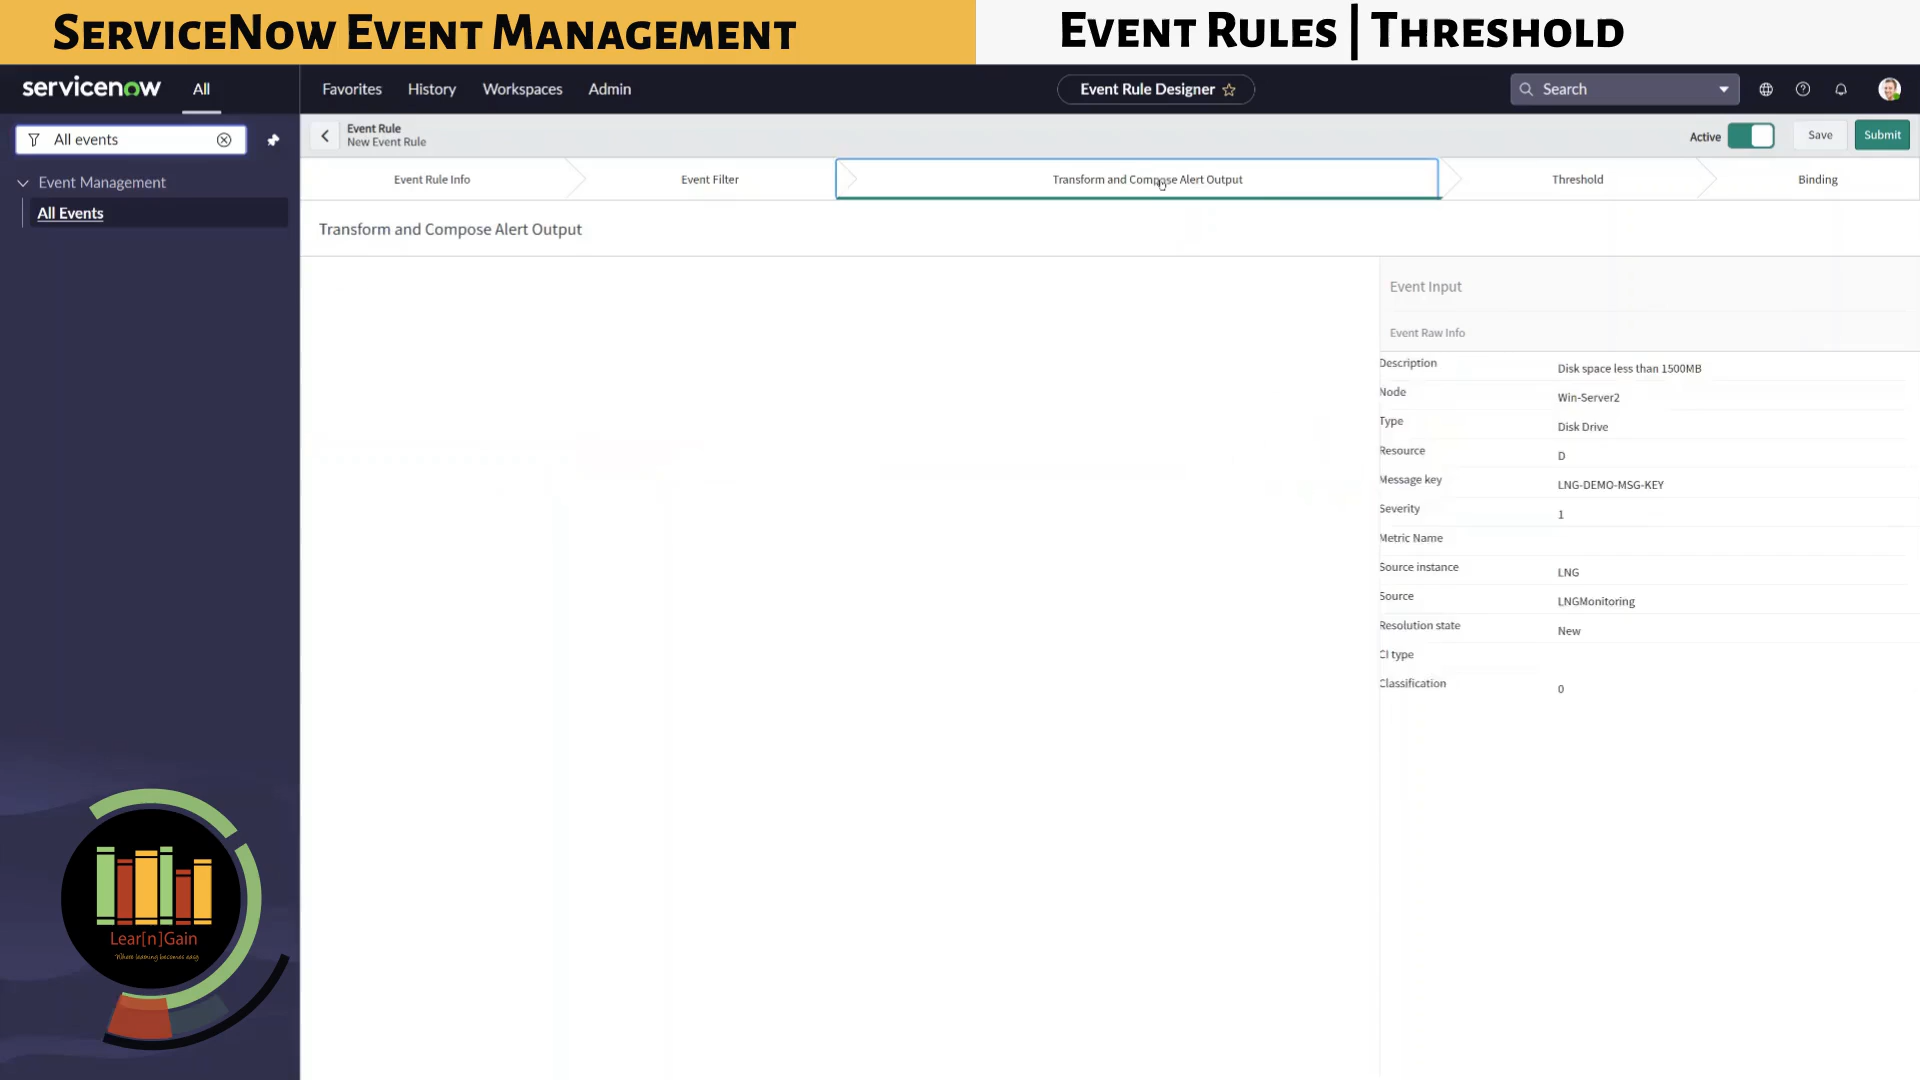 ServiceNow Event Management
Event Rules | Threshold
servicenow
All
Favorites
History
Workspaces
Admin
Event Rule Designer
Search
All events
Event Management
All Events
Event Rule
New Event Rule
Active
Save
Submit
Event Rule Info
Event Filter
Transform and Compose Alert Output
Threshold
Binding
Transform and Compose Alert Output
Event Input
Event Raw Info
Description Disk space less than 1500MB
Node Win-Server2
Type Disk Drive
Resource D
Message key LNG-DEMO-MSG-KEY
Severity 1
Metric Name
Source instance LNG
Source LNGMonitoring
Resolution state New
CI type
Classification 0
Lear[n]Gain
Where learning becomes easy